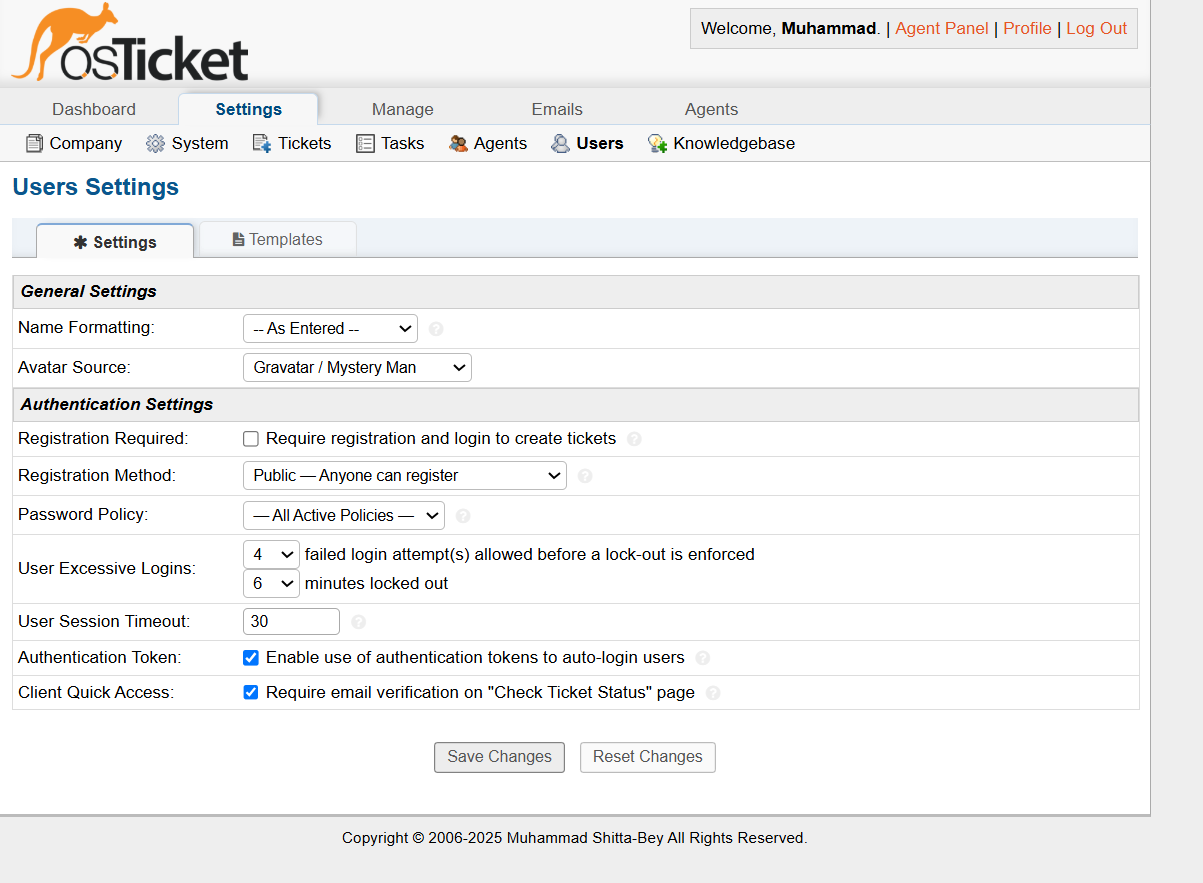 osTicket
Welcome, Muhammad. | Agent Panel | Profile | Log Out
Dashboard Settings Manage Emails Agents
Company System Tickets Tasks Agents Users Knowledgebase
Users Settings
Settings Templates
General Settings
Name Formatting: -- As Entered --
Avatar Source: Gravatar / Mystery Man
Authentication Settings
Registration Required: Require registration and login to create tickets
Registration Method: Public — Anyone can register
Password Policy: — All Active Policies —
User Excessive Logins: 4 failed login attempt(s) allowed before a lock-out is enforced
6 minutes locked out
User Session Timeout: 30
Authentication Token: Enable use of authentication tokens to auto-login users
Client Quick Access: Require email verification on "Check Ticket Status" page
Save Changes Reset Changes
Copyright © 2006-2025 Muhammad Shitta-Bey All Rights Reserved.